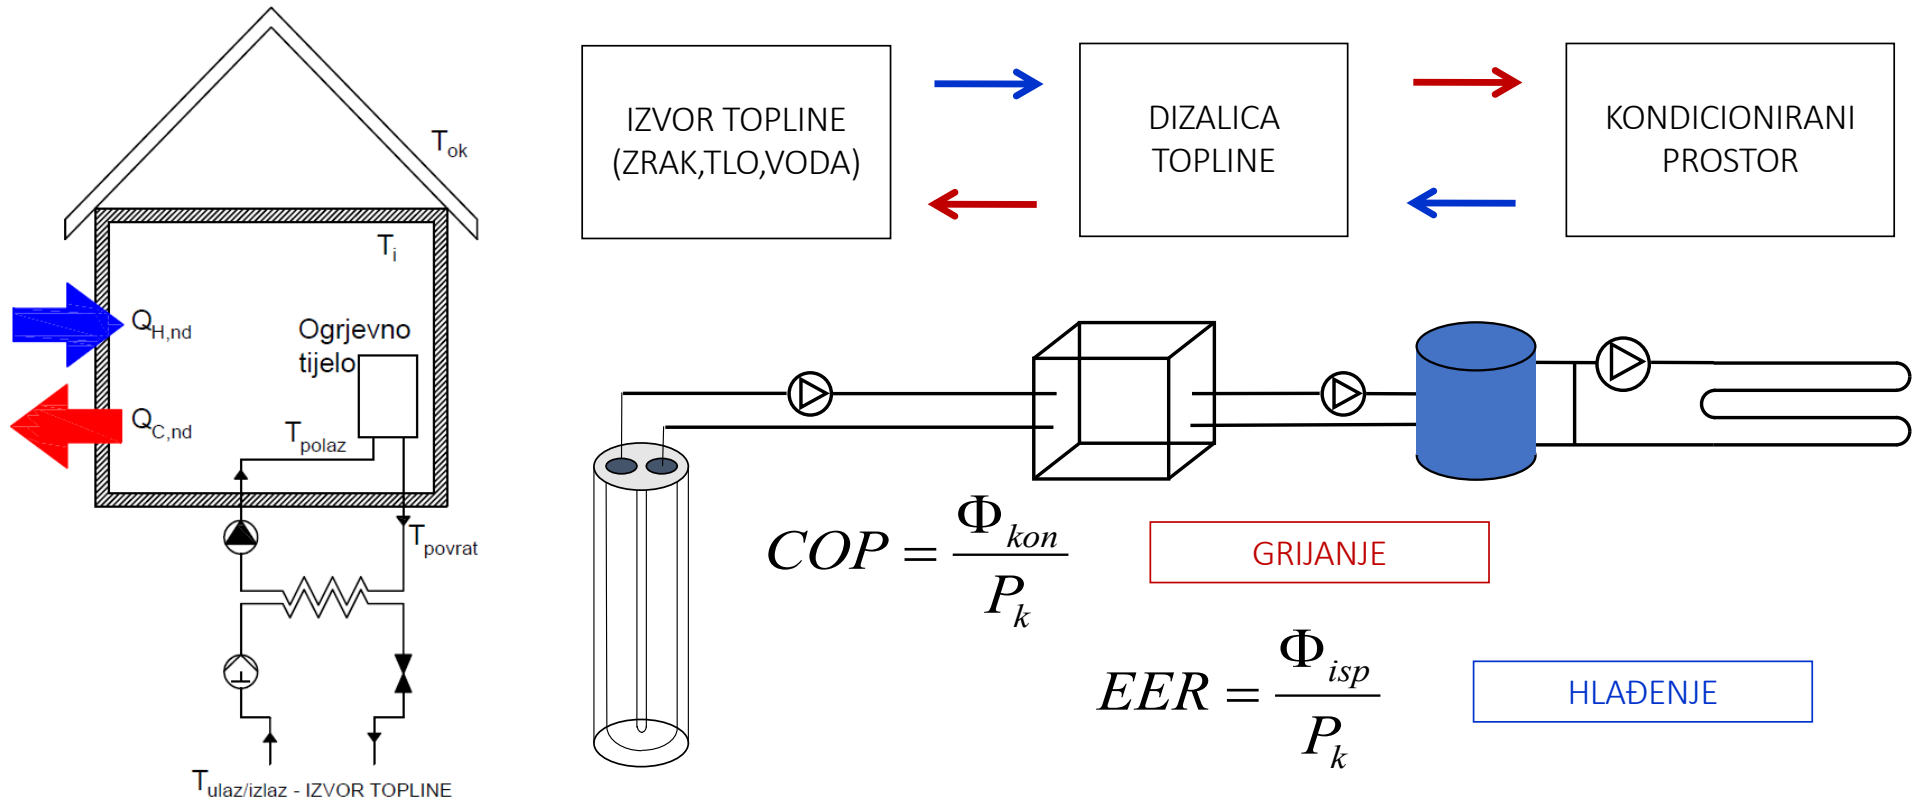 T_ok
T_i
Q_H,nd
Ogrjevno
tijelo
Q_C,nd
T_polaz
T_povrat
T_ulaz/izlaz - IZVOR TOPLINE
IZVOR TOPLINE
(ZRAK,TLO,VODA)
DIZALICA
TOPLINE
KONDICIONIRANI
PROSTOR
COP = Φ_kon / P_k
GRIJANJE
EER = Φ_isp / P_k
HLAĐENJE